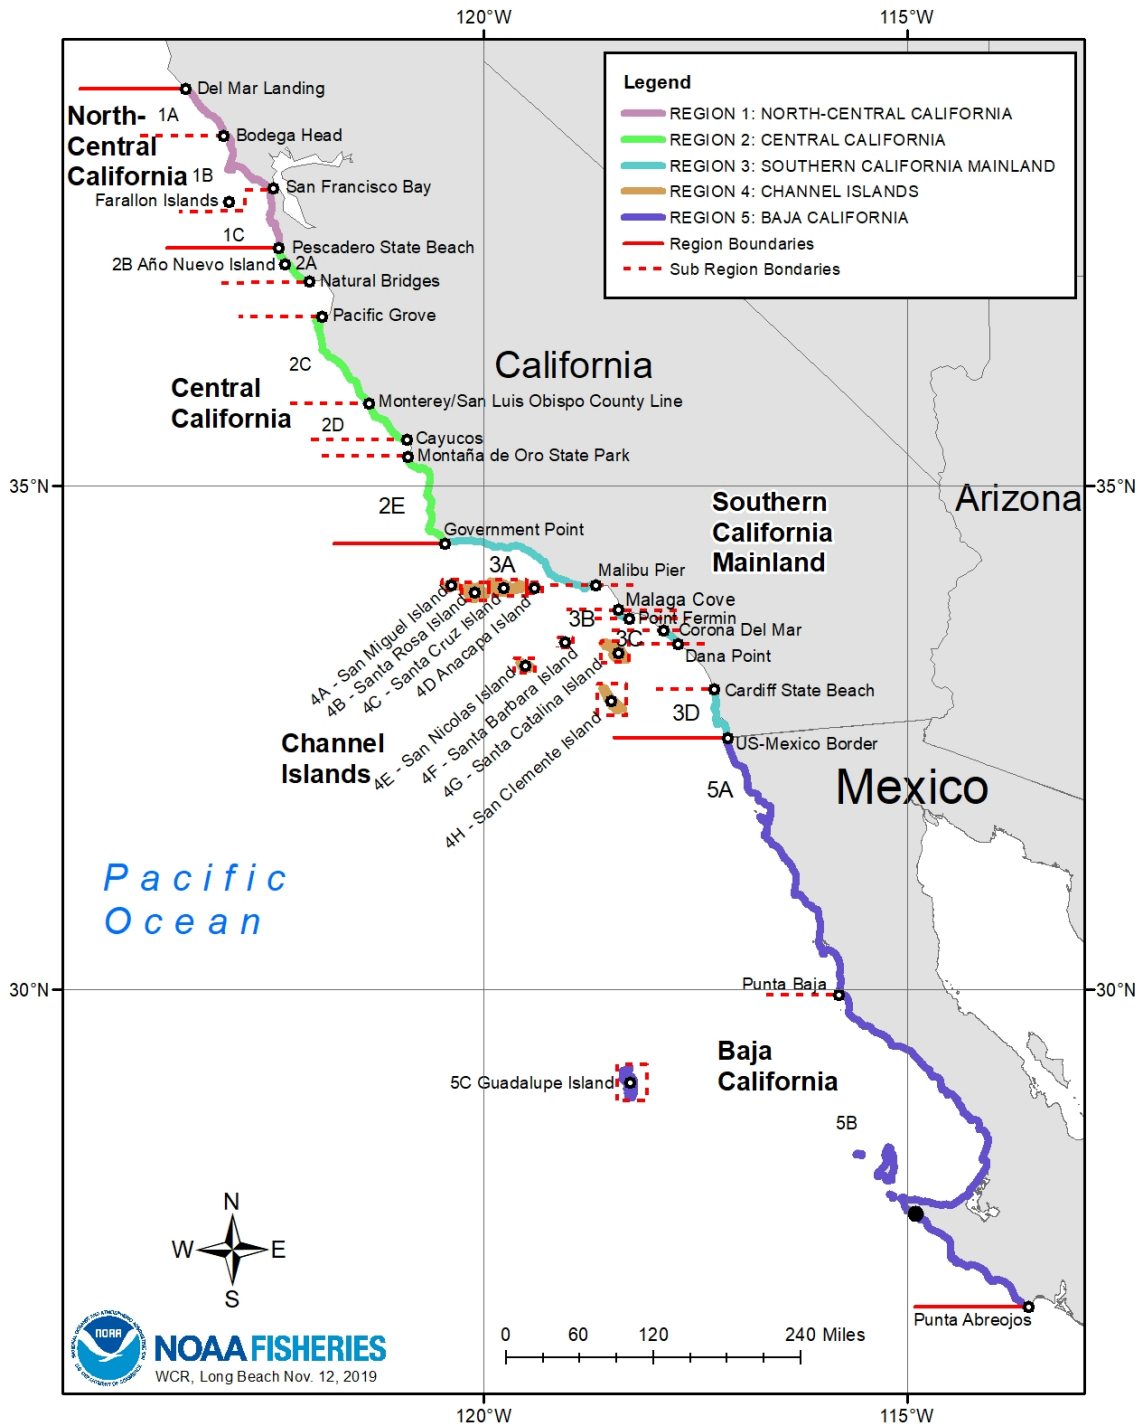 120°W
115°W
Legend
REGION 1: NORTH-CENTRAL CALIFORNIA
REGION 2: CENTRAL CALIFORNIA
REGION 3: SOUTHERN CALIFORNIA MAINLAND
REGION 4: CHANNEL ISLANDS
REGION 5: BAJA CALIFORNIA
Region Boundaries
Sub Region Bondaries
Del Mar Landing
1A
North-
Central
California
Bodega Head
1B
San Francisco Bay
Farallon Islands
1C
Pescadero State Beach
2B Año Nuevo Island
2A
Natural Bridges
Pacific Grove
2C
California
Central
California
Monterey/San Luis Obispo County Line
2D
Cayucos
Montaña de Oro State Park
35°N
35°N
2E
Arizona
Southern
California
Mainland
Government Point
3A
Malibu Pier
Malaga Cove
3B
Point Fermin
3C
Corona Del Mar
Dana Point
4A - San Miguel Island
4B - Santa Rosa Island
4C - Santa Cruz Island
4D Anacapa Island
4E - San Nicolas Island
4F - Santa Barbara Island
4G - Santa Catalina Island
4H - San Clemente Island
Cardiff State Beach
3D
Channel
Islands
US-Mexico Border
5A
Mexico
Pacific
Ocean
30°N
30°N
Punta Baja
Baja
California
5C Guadalupe Island
5B
N
W
E
S
Punta Abreojos
NOAA
NOAA FISHERIES
WCR, Long Beach Nov. 12, 2019
0
60
120
240 Miles
120°W
115°W